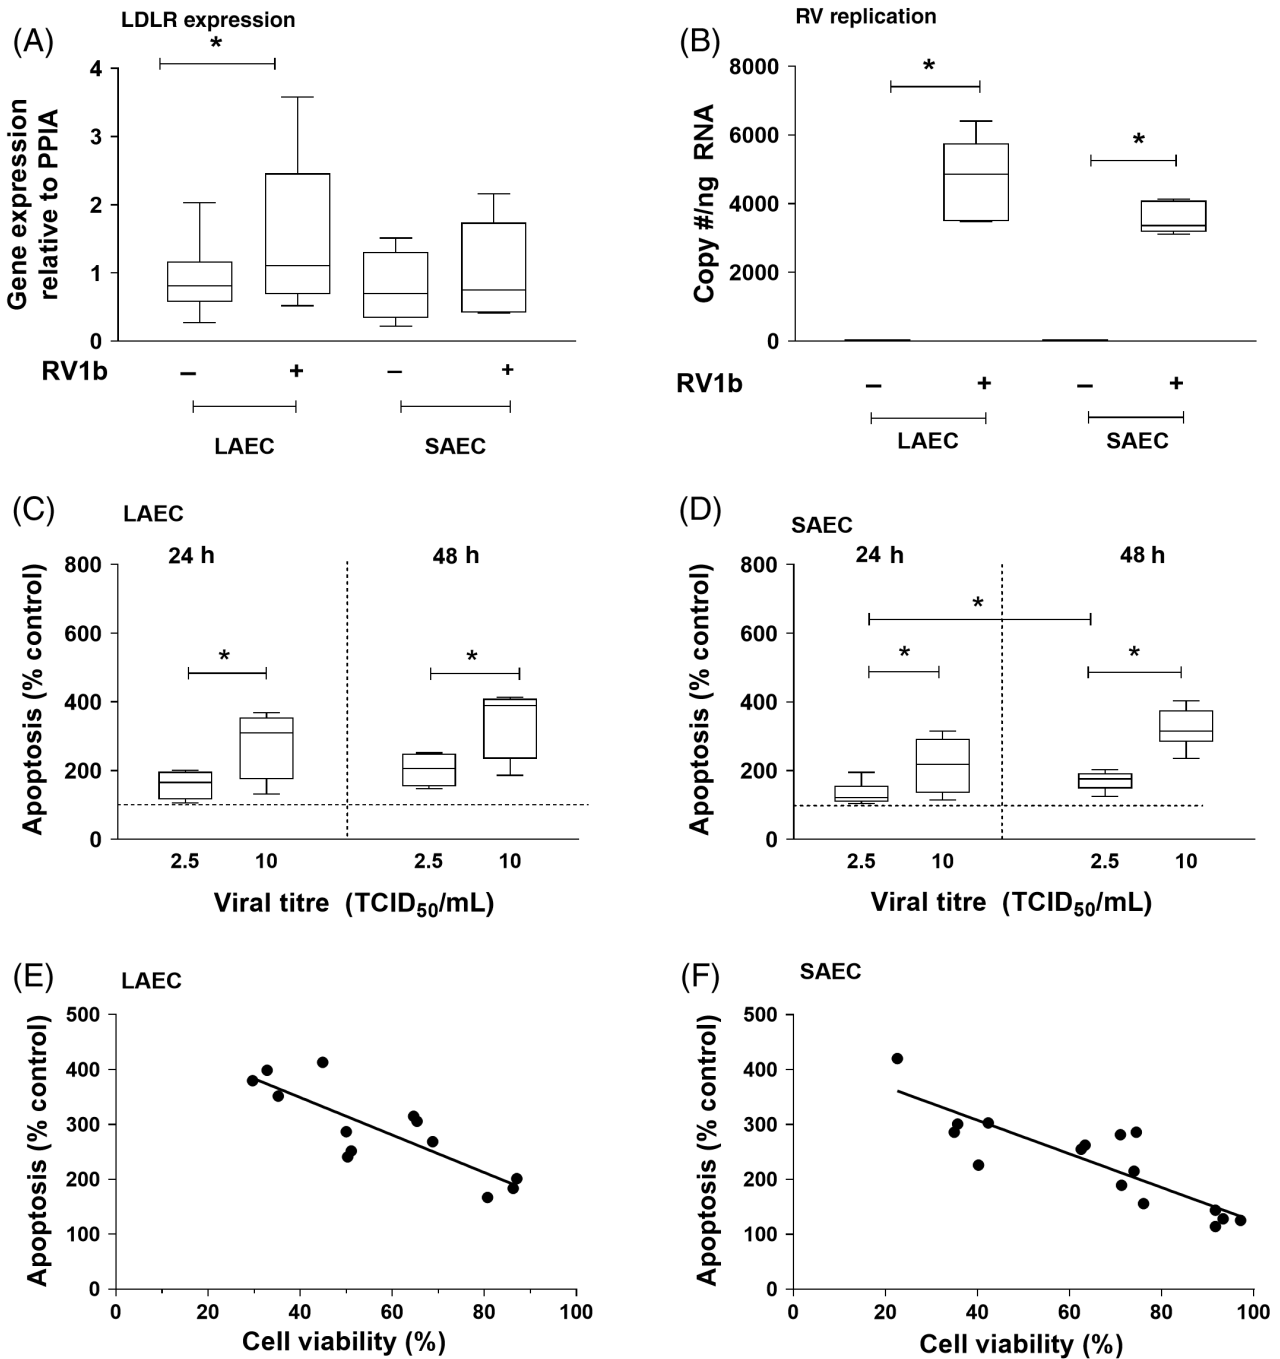 (A)
LDLR expression
*
Gene expression
relative to PPIA
4
3
2
1
0
RV1b
– + – +
LAEC SAEC
(B)
RV replication
*
*
Copy #/ng RNA
8000
6000
4000
2000
0
RV1b
– + – +
LAEC SAEC
(C)
LAEC
24 h 48 h
* *
Apoptosis (% control)
800
600
400
200
0
2.5 10 2.5 10
Viral titre (TCID50/mL)
(D)
SAEC
24 h 48 h
*
* *
Apoptosis (% control)
800
600
400
200
0
2.5 10 2.5 10
Viral titre (TCID50/mL)
(E)
LAEC
Apoptosis (% control)
500
400
300
200
100
0
0 20 40 60 80 100
Cell viability (%)
(F)
SAEC
Apoptosis (% control)
500
400
300
200
100
0
0 20 40 60 80 100
Cell viability (%)